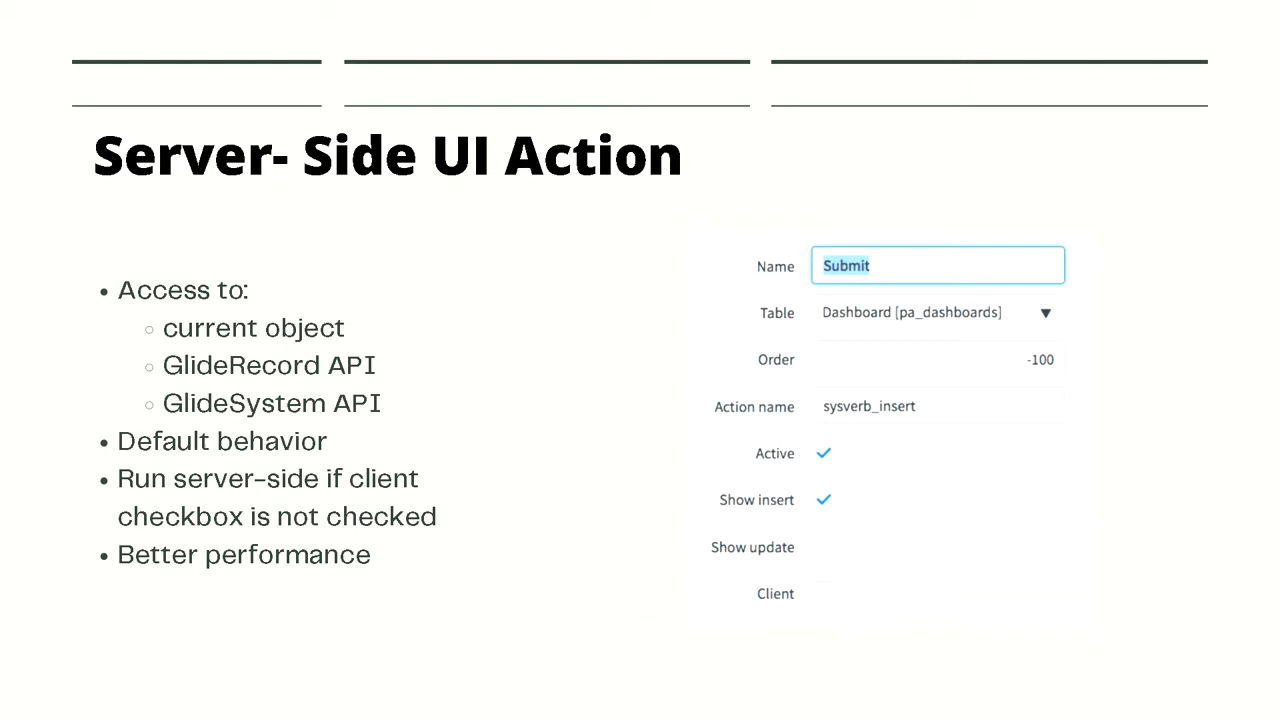 Server- Side UI Action
Access to:
current object
GlideRecord API
GlideSystem API
Default behavior
Run server-side if client
checkbox is not checked
Better performance
Name Submit
Table Dashboard [pa_dashboards]
Order -100
Action name sysverb_insert
Active
Show insert
Show update
Client